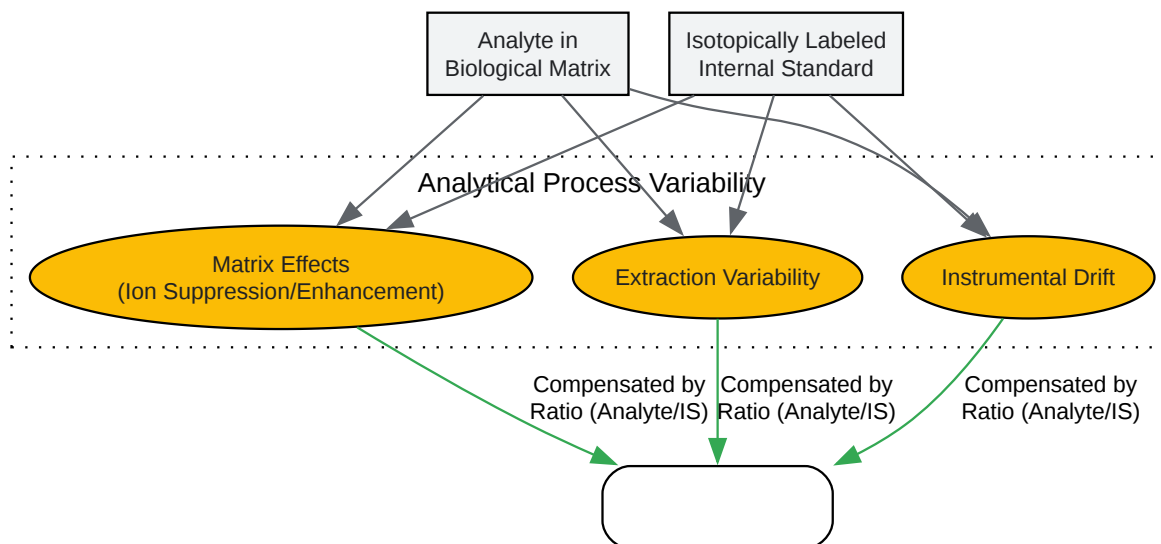 Analyte in
Biological Matrix
Isotopically Labeled
Internal Standard
Analytical Process Variability
Matrix Effects
(Ion Suppression/Enhancement)
Extraction Variability
Instrumental Drift
Compensated by
Ratio (Analyte/IS)
Compensated by
Ratio (Analyte/IS)
Compensated by
Ratio (Analyte/IS)